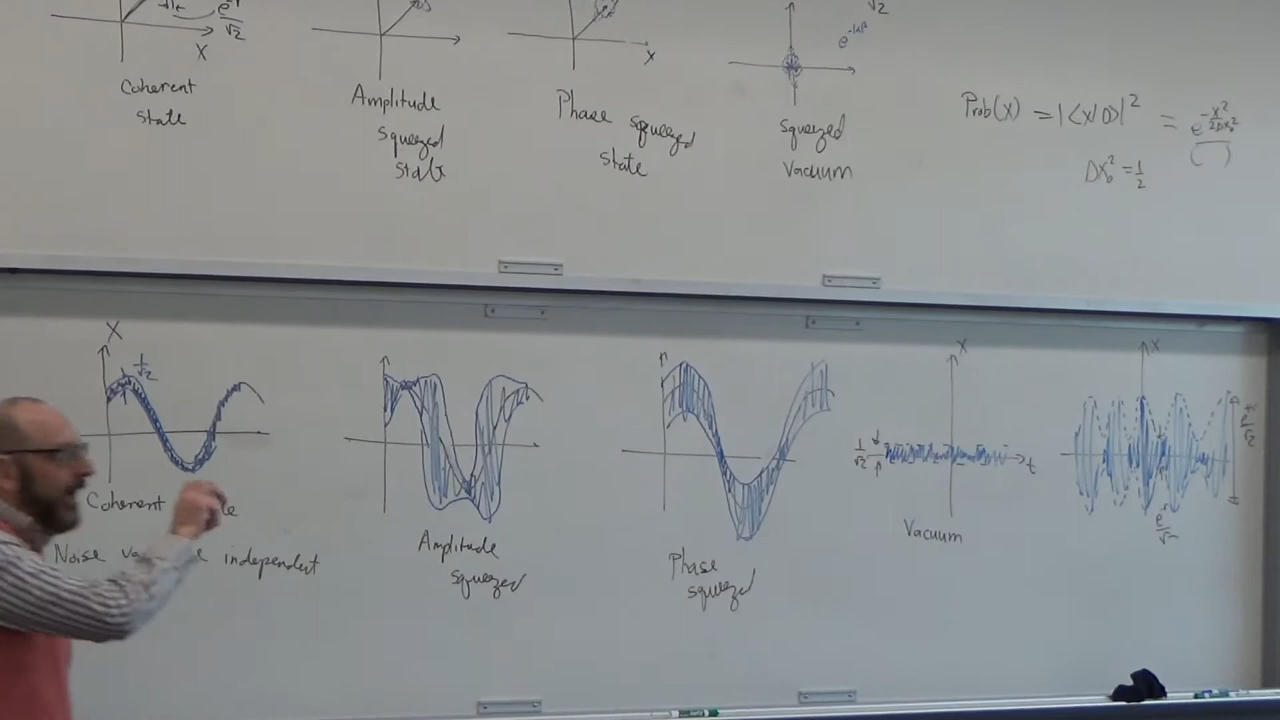 X
e^-r/√2
Coherent
State
Amplitude
squeezed
State
X
Phase squeezed
State
√2
e^-|α|²
squeezed
Vacuum
Prob(X) = |<X|0>|² = e^-X²/2ΔX₀²
( )
ΔX₀² = 1/2
X
1/√2
Coherent
Noise independent
Amplitude
squeezed
Phase
squeezed
X
1/√2
t
Vacuum
X
e^+r/√2